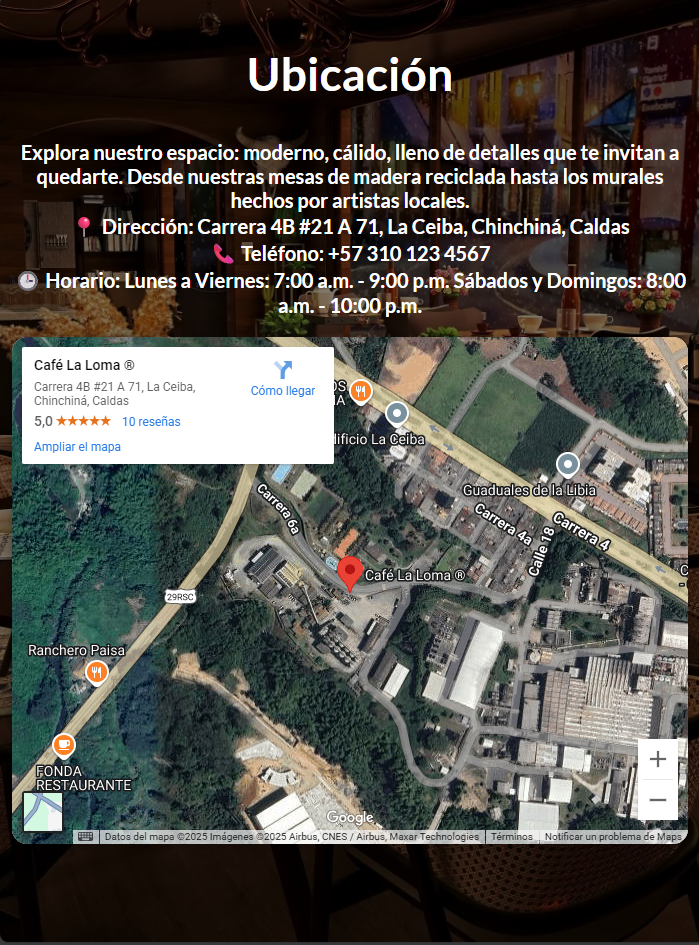 Ubicación
Explora nuestro espacio: moderno, cálido, lleno de detalles que te invitan a
quedarte. Desde nuestras mesas de madera reciclada hasta los murales
hechos por artistas locales.
📍 Dirección: Carrera 4B #21 A 71, La Ceiba, Chinchiná, Caldas
📞 Teléfono: +57 310 123 4567
🕒 Horario: Lunes a Viernes: 7:00 a.m. - 9:00 p.m. Sábados y Domingos: 8:00
a.m. - 10:00 p.m.
Café La Loma ®
Carrera 4B #21 A 71, La Ceiba,
Chinchiná, Caldas
Cómo llegar
5,0 ★★★★★ 10 reseñas
Ampliar el mapa
OS
IA
dificio La Ceiba
Guaduales de la Libia
Carrera 6a
Carrera 4a
Calle 18
Carrera 4
Café La Loma ®
29RSC
Ranchero Paisa
FONDA
RESTAURANTE
+
−
Google
Datos del mapa ©2025 Imágenes ©2025 Airbus, CNES / Airbus, Maxar Technologies
Términos
Notificar un problema de Maps